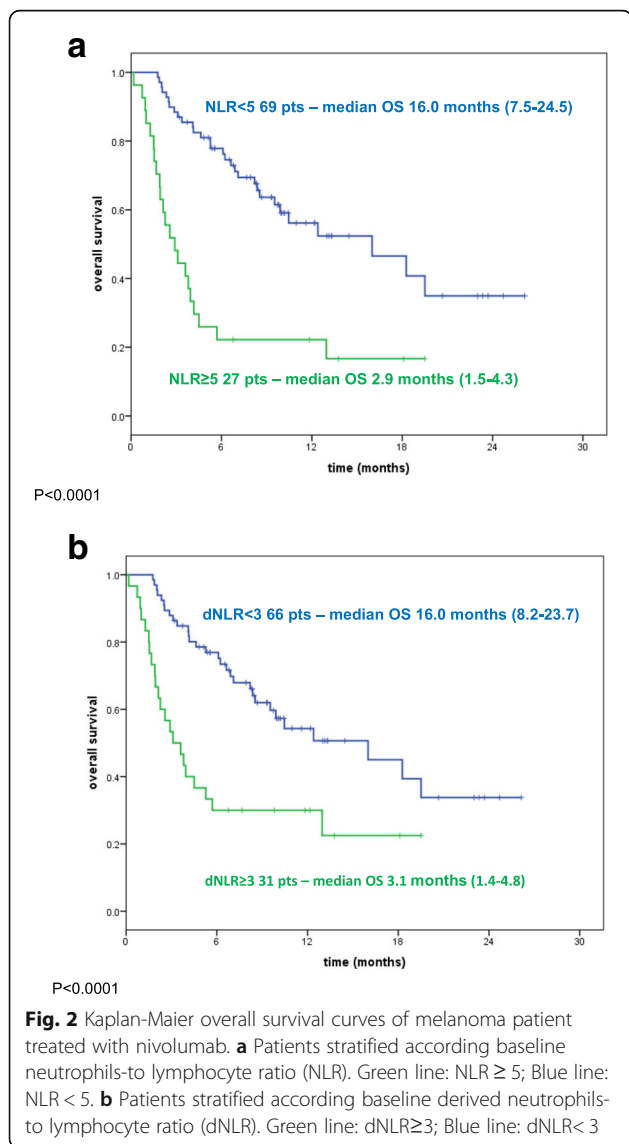 a
1.0
0.8
0.6
0.4
0.2
0.0
overall survival
NLR<5 69 pts – median OS 16.0 months (7.5-24.5)
NLR≥5 27 pts – median OS 2.9 months (1.5-4.3)
0 6 12 18 24 30
time (months)
P<0.0001
b
1.0
0.8
0.6
0.4
0.2
0.0
overall survival
dNLR<3 66 pts – median OS 16.0 months (8.2-23.7)
dNLR≥3 31 pts – median OS 3.1 months (1.4-4.8)
0 6 12 18 24 30
time (months)
P<0.0001
Fig. 2 Kaplan-Maier overall survival curves of melanoma patient
treated with nivolumab. a Patients stratified according baseline
neutrophils-to lymphocyte ratio (NLR). Green line: NLR ≥ 5; Blue line:
NLR < 5. b Patients stratified according baseline derived neutrophils-
to lymphocyte ratio (dNLR). Green line: dNLR≥3; Blue line: dNLR< 3